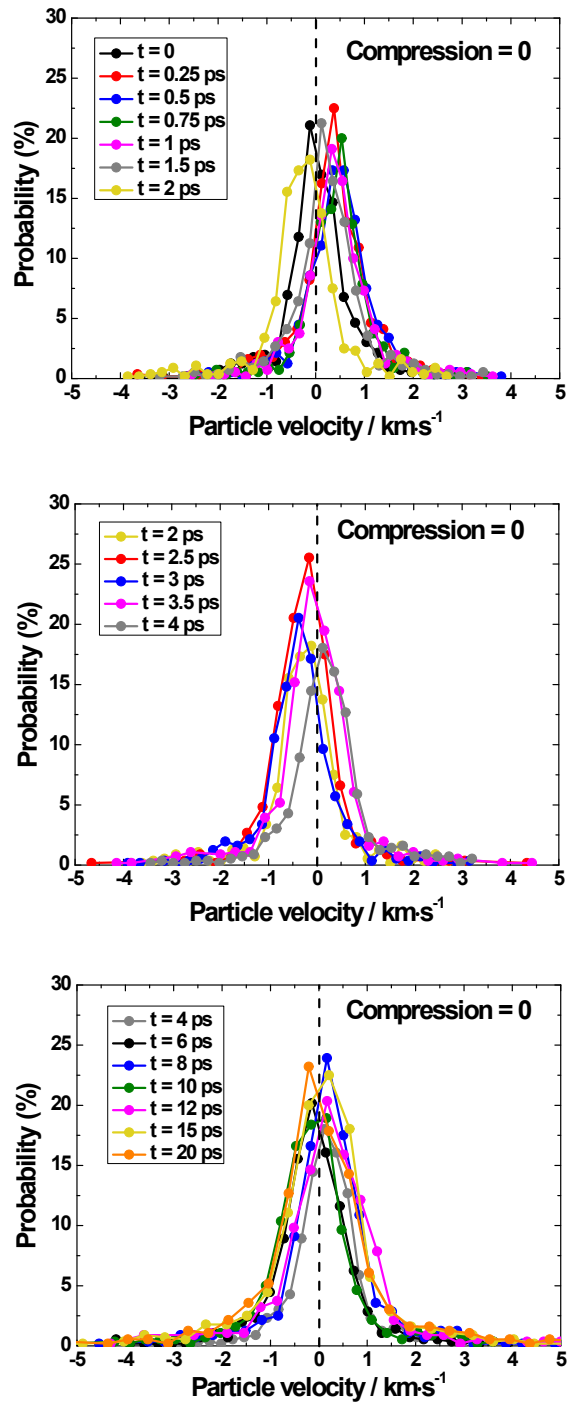 Compression = 0
t = 0
t = 0.25 ps
t = 0.5 ps
t = 0.75 ps
t = 1 ps
t = 1.5 ps
t = 2 ps
30
25
20
15
10
5
0
Probability (%)
-5 -4 -3 -2 -1 0 1 2 3 4 5
Particle velocity / km·s⁻¹
Compression = 0
t = 2 ps
t = 2.5 ps
t = 3 ps
t = 3.5 ps
t = 4 ps
30
25
20
15
10
5
0
Probability (%)
-5 -4 -3 -2 -1 0 1 2 3 4 5
Particle velocity / km·s⁻¹
Compression = 0
t = 4 ps
t = 6 ps
t = 8 ps
t = 10 ps
t = 12 ps
t = 15 ps
t = 20 ps
30
25
20
15
10
5
0
Probability (%)
-5 -4 -3 -2 -1 0 1 2 3 4 5
Particle velocity / km·s⁻¹